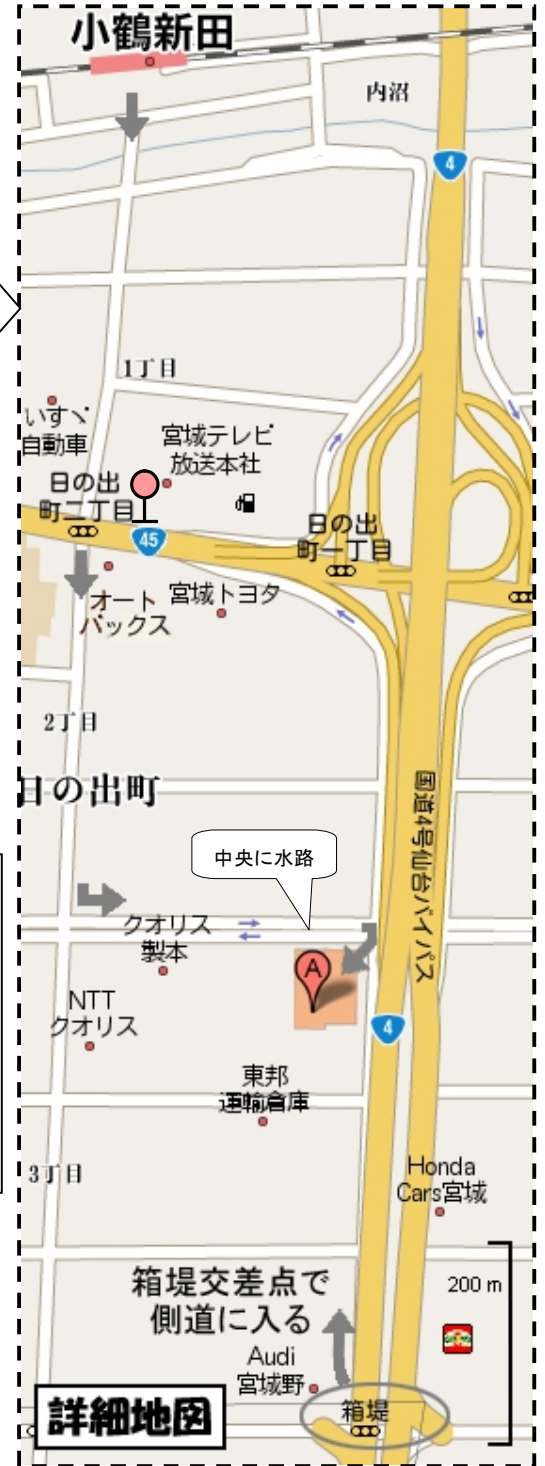 小鶴新田
内沼
4
1丁目
いすゞ
自動車
宮城テレビ
放送本社
日の出
町二丁目
日の出
町一丁目
45
オート
バックス
宮城トヨタ
2丁目
日の出町
国道4号仙台バイパス
中央に水路
クオリス
製本
A
NTT
クオリス
4
東邦
運輸倉庫
3丁目
Honda
Cars宮城
箱堤交差点で
側道に入る
200 m
Audi
宮城野
箱堤
詳細地図